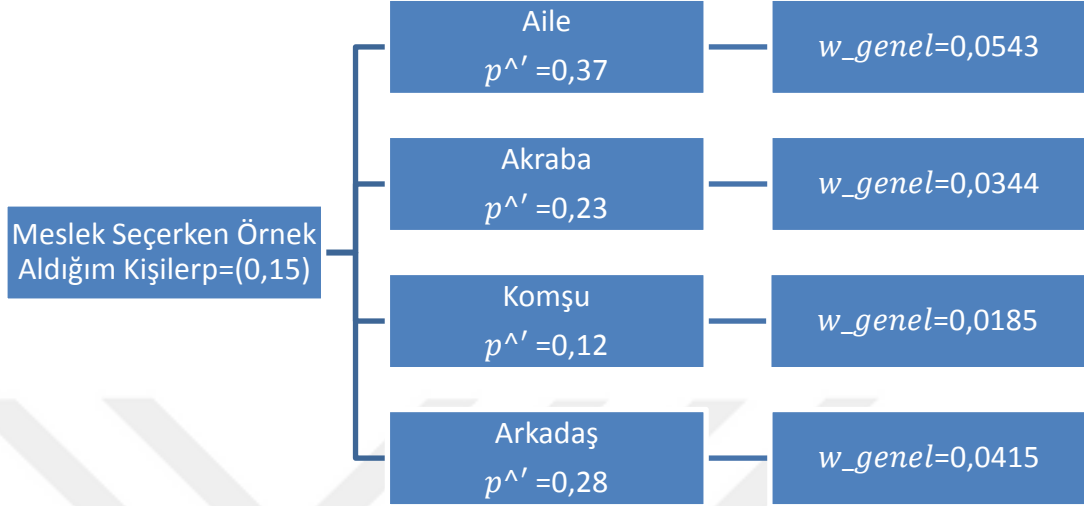 Meslek Seçerken Örnek
Aldığım Kişilerp=(0,15)
Aile
p^′ =0,37
w_genel=0,0543
Akraba
p^′ =0,23
w_genel=0,0344
Komşu
p^′ =0,12
w_genel=0,0185
Arkadaş
p^′ =0,28
w_genel=0,0415